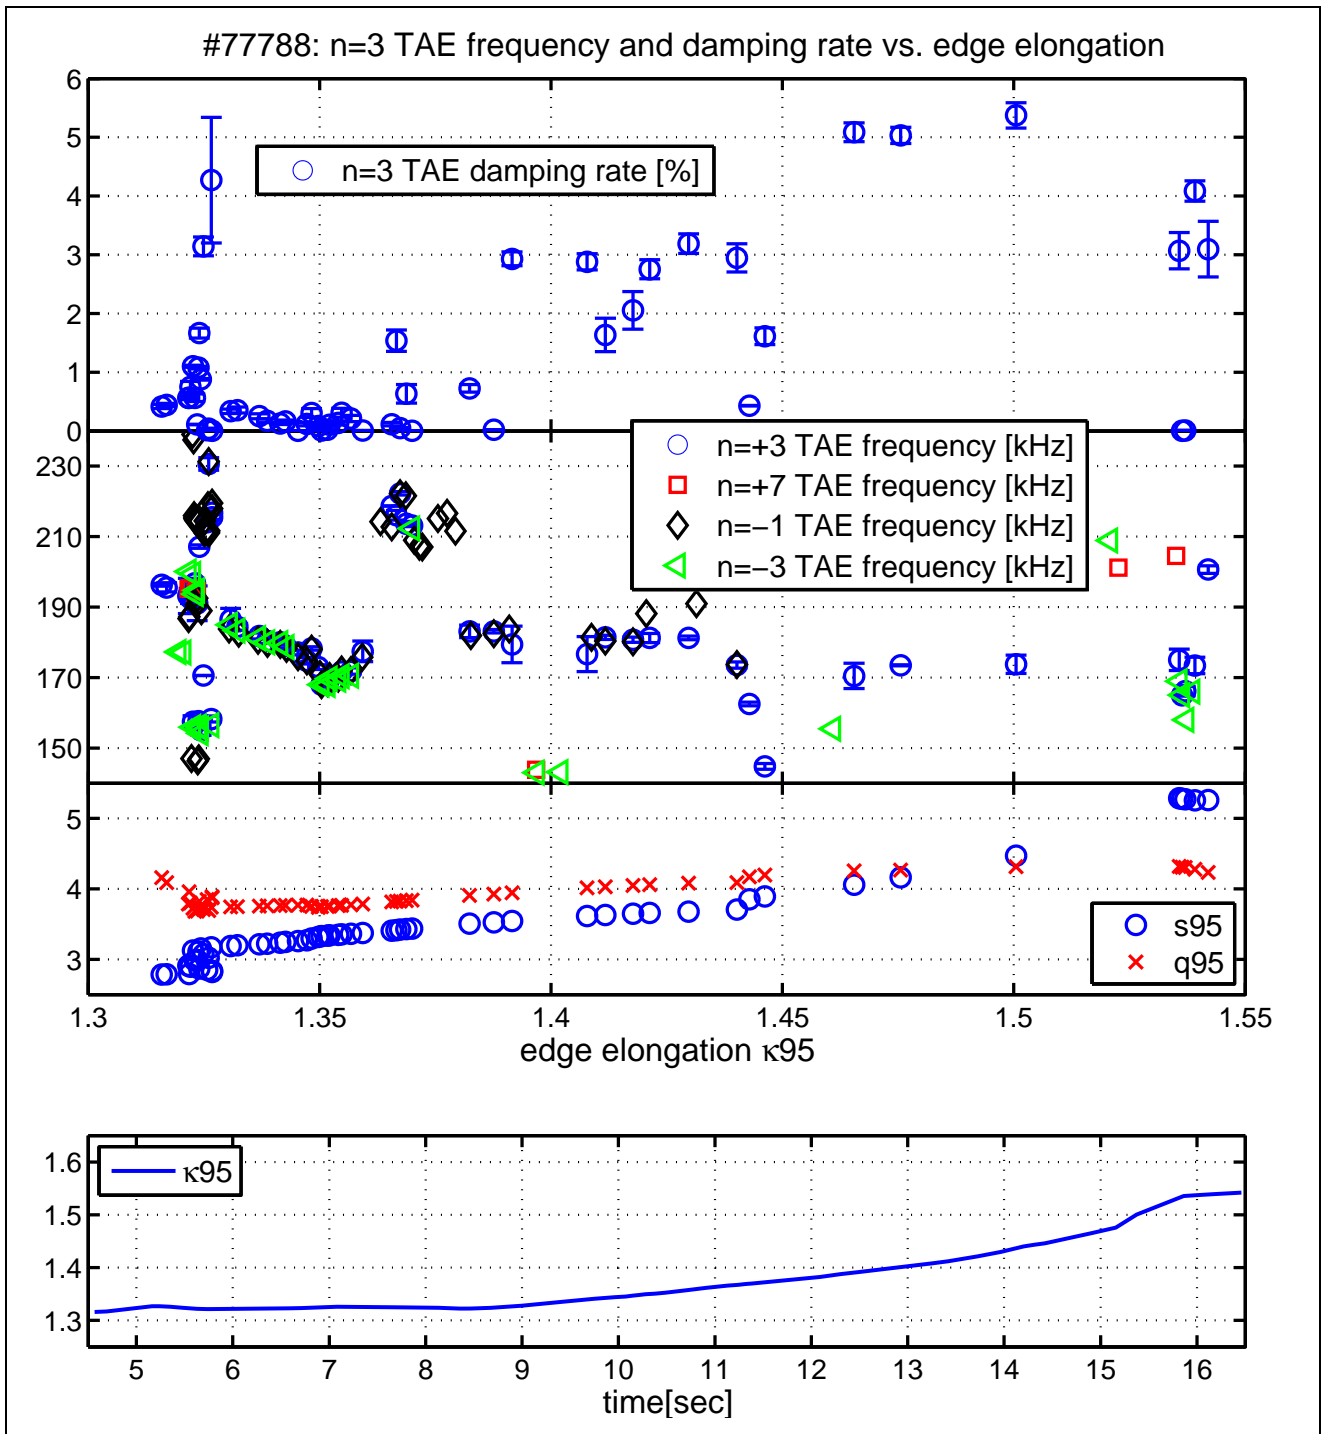 #77788: n=3 TAE frequency and damping rate vs. edge elongation
6
5
4
3
2
1
0
n=3 TAE damping rate [%]
230
210
190
170
150
n=+3 TAE frequency [kHz]
n=+7 TAE frequency [kHz]
n=−1 TAE frequency [kHz]
n=−3 TAE frequency [kHz]
5
4
3
s95
q95
1.3 1.35 1.4 1.45 1.5 1.55
edge elongation κ95
1.6
1.5
1.4
1.3
κ95
5 6 7 8 9 10 11 12 13 14 15 16
time[sec]